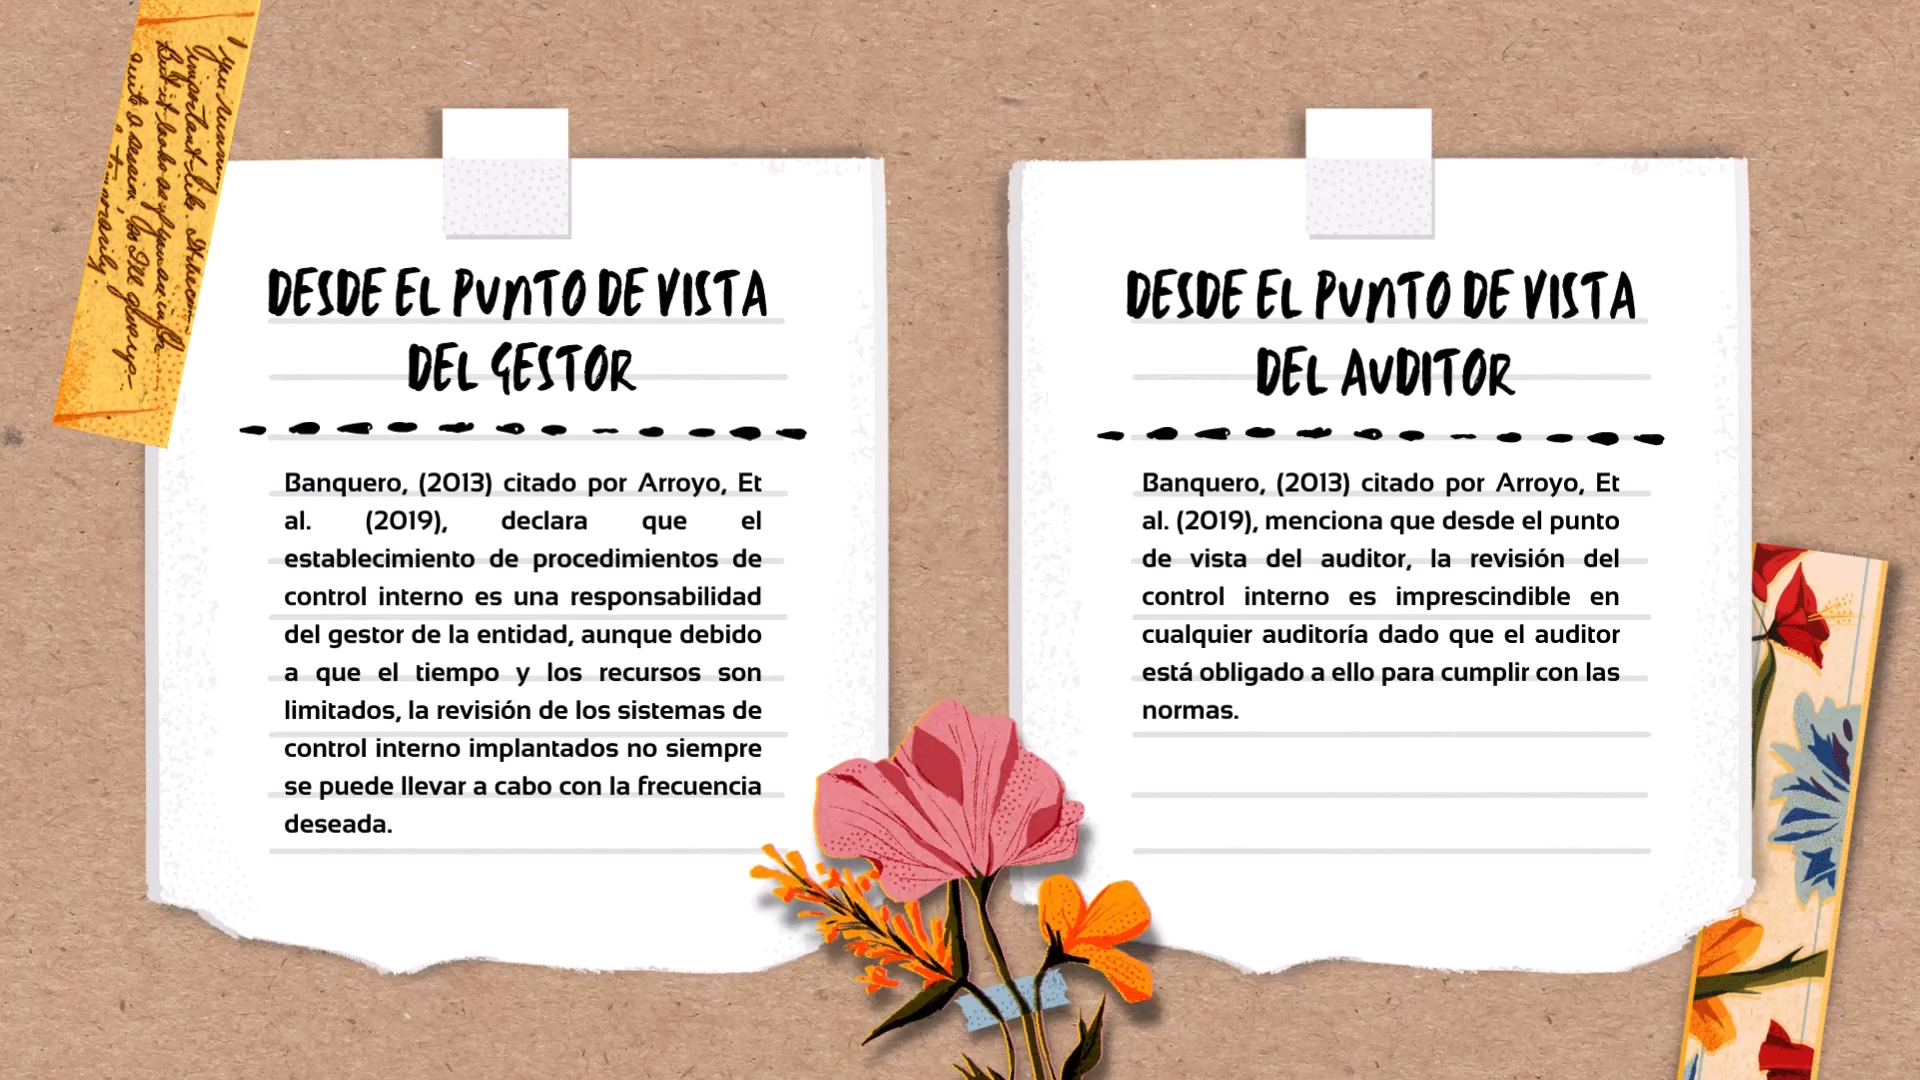 DESDE EL PUNTO DE VISTA
DEL GESTOR
Banquero, (2013) citado por Arroyo, Et
al. (2019), declara que el
establecimiento de procedimientos de
control interno es una responsabilidad
del gestor de la entidad, aunque debido
a que el tiempo y los recursos son
limitados, la revisión de los sistemas de
control interno implantados no siempre
se puede llevar a cabo con la frecuencia
deseada.
DESDE EL PUNTO DE VISTA
DEL AUDITOR
Banquero, (2013) citado por Arroyo, Et
al. (2019), menciona que desde el punto
de vista del auditor, la revisión del
control interno es imprescindible en
cualquier auditoría dado que el auditor
está obligado a ello para cumplir con las
normas.